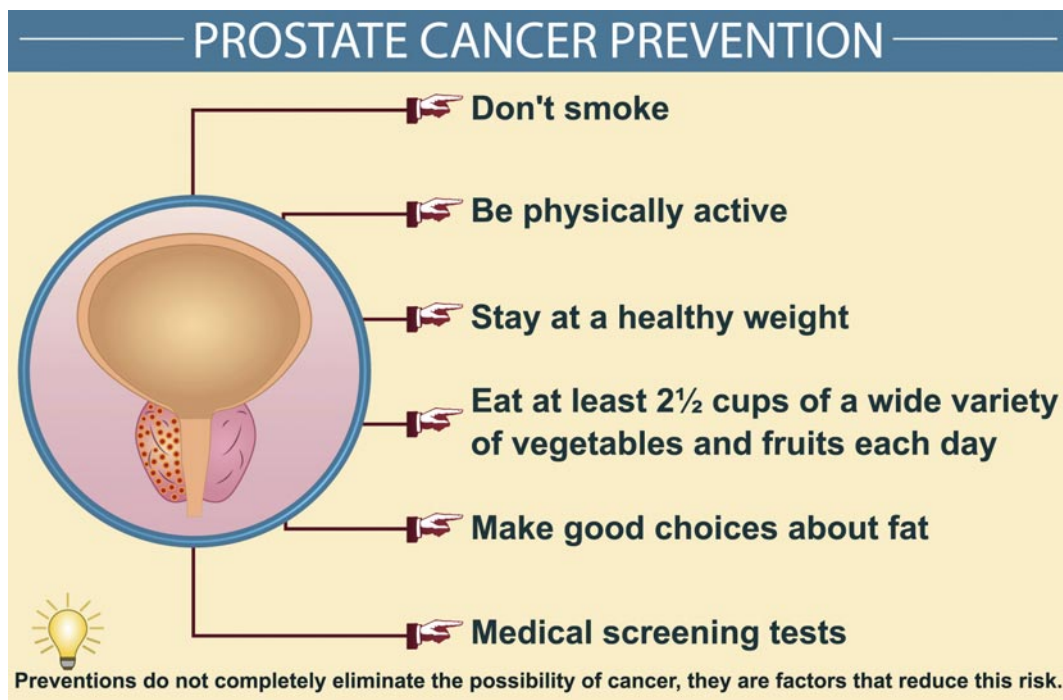 PROSTATE CANCER PREVENTION
Don't smoke
Be physically active
Stay at a healthy weight
Eat at least 2½ cups of a wide variety
of vegetables and fruits each day
Make good choices about fat
Medical screening tests
Preventions do not completely eliminate the possibility of cancer, they are factors that reduce this risk.